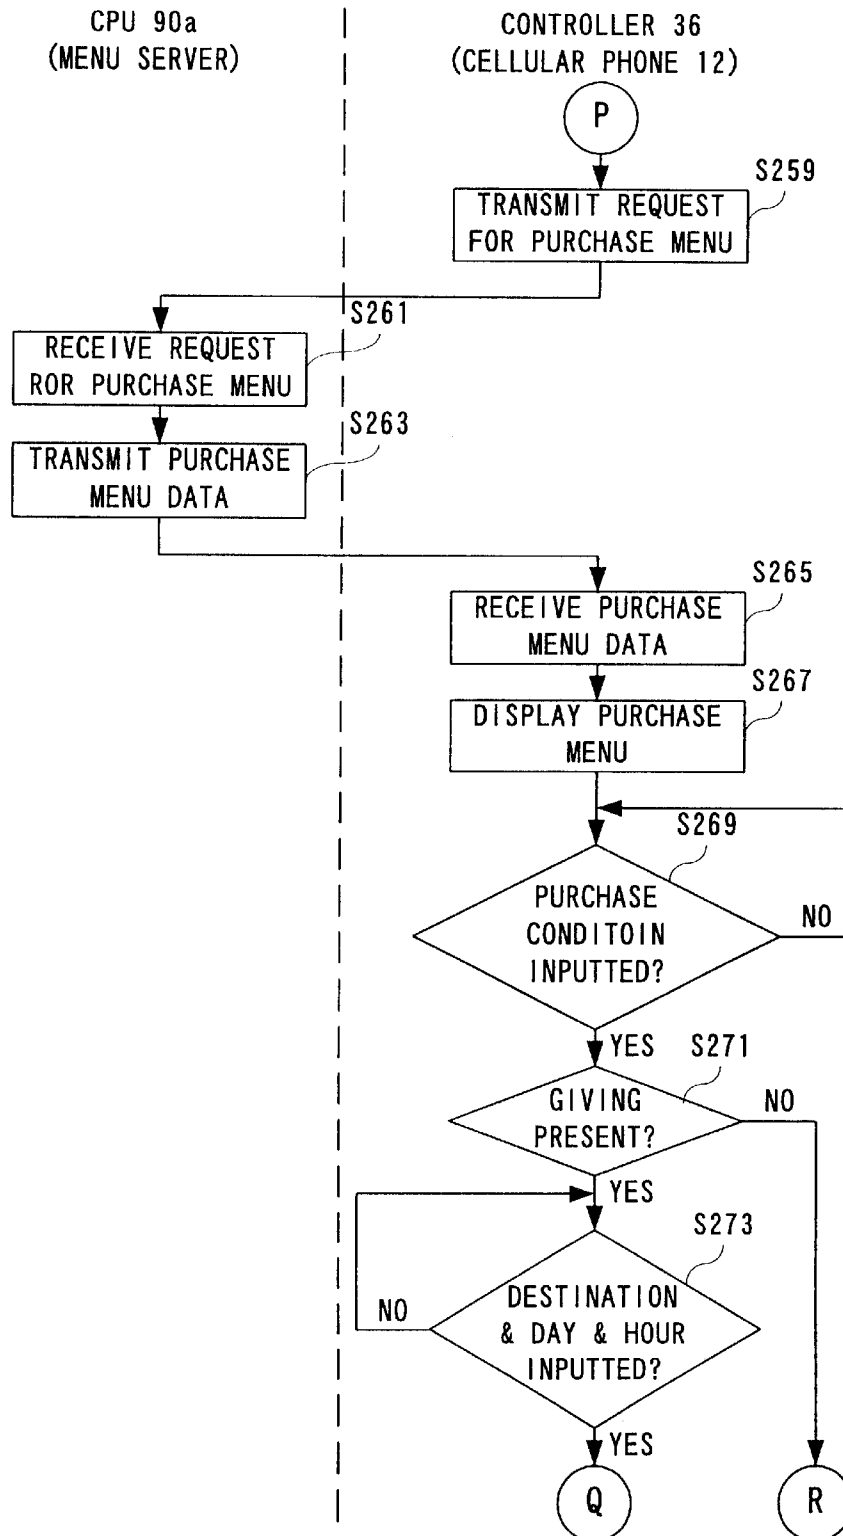 CPU 90a
(MENU SERVER)
CONTROLLER 36
(CELLULAR PHONE 12)
P
S259
TRANSMIT REQUEST
FOR PURCHASE MENU
S261
RECEIVE REQUEST
ROR PURCHASE MENU
S263
TRANSMIT PURCHASE
MENU DATA
S265
RECEIVE PURCHASE
MENU DATA
S267
DISPLAY PURCHASE
MENU
S269
PURCHASE
CONDITOIN
INPUTTED?
NO
YES
S271
GIVING
PRESENT?
NO
YES
S273
DESTINATION
& DAY & HOUR
INPUTTED?
NO
YES
Q
R